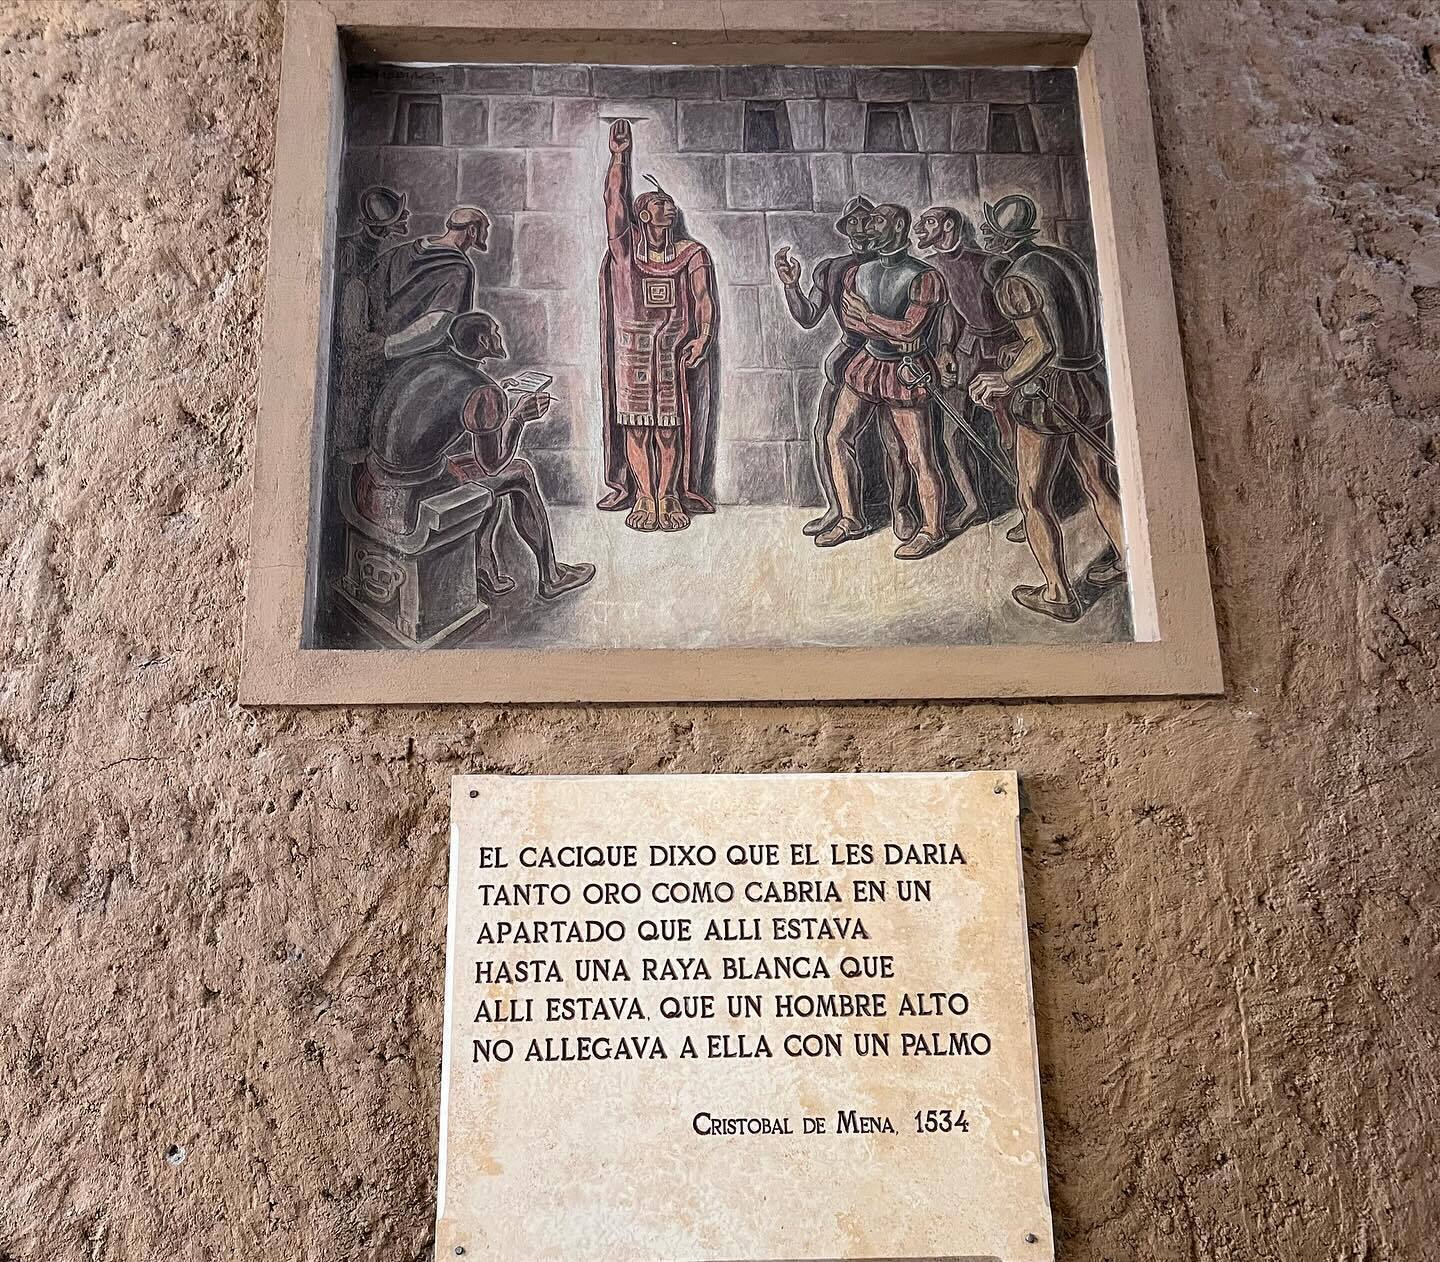 EL CACIQUE DIXO QUE EL LES DARIA
TANTO ORO COMO CABRIA EN UN
APARTADO QUE ALLI ESTAVA
HASTA UNA RAYA BLANCA QUE
ALLI ESTAVA, QUE UN HOMBRE ALTO
NO ALLEGAVA A ELLA CON UN PALMO
CRISTOBAL DE MENA, 1534